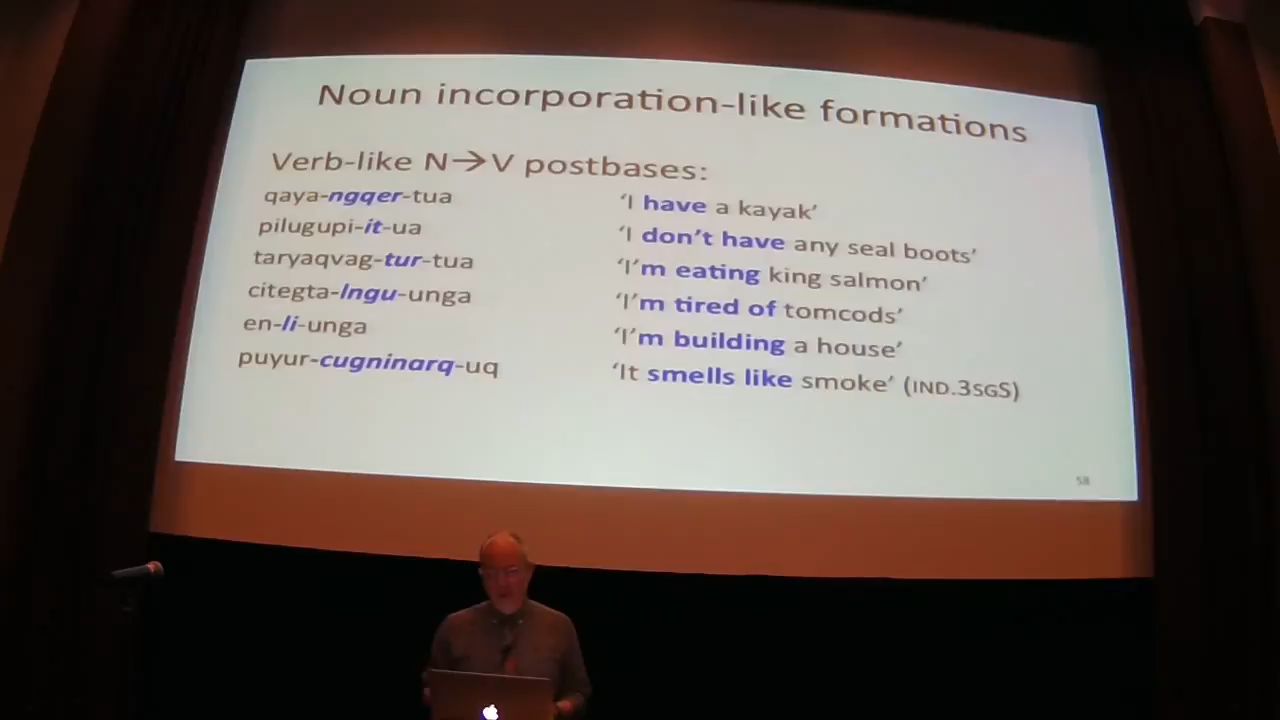 Noun incorporation-like formations
Verb-like N→V postbases:
qaya-ngqer-tua ‘I have a kayak’
pilugupi-it-ua ‘I don’t have any seal boots’
taryaqvag-tur-tua ‘I’m eating king salmon’
citegta-lngu-unga ‘I’m tired of tomcods’
en-li-unga ‘I’m building a house’
puyur-cugninarq-uq ‘It smells like smoke’ (IND.3SGS)
58